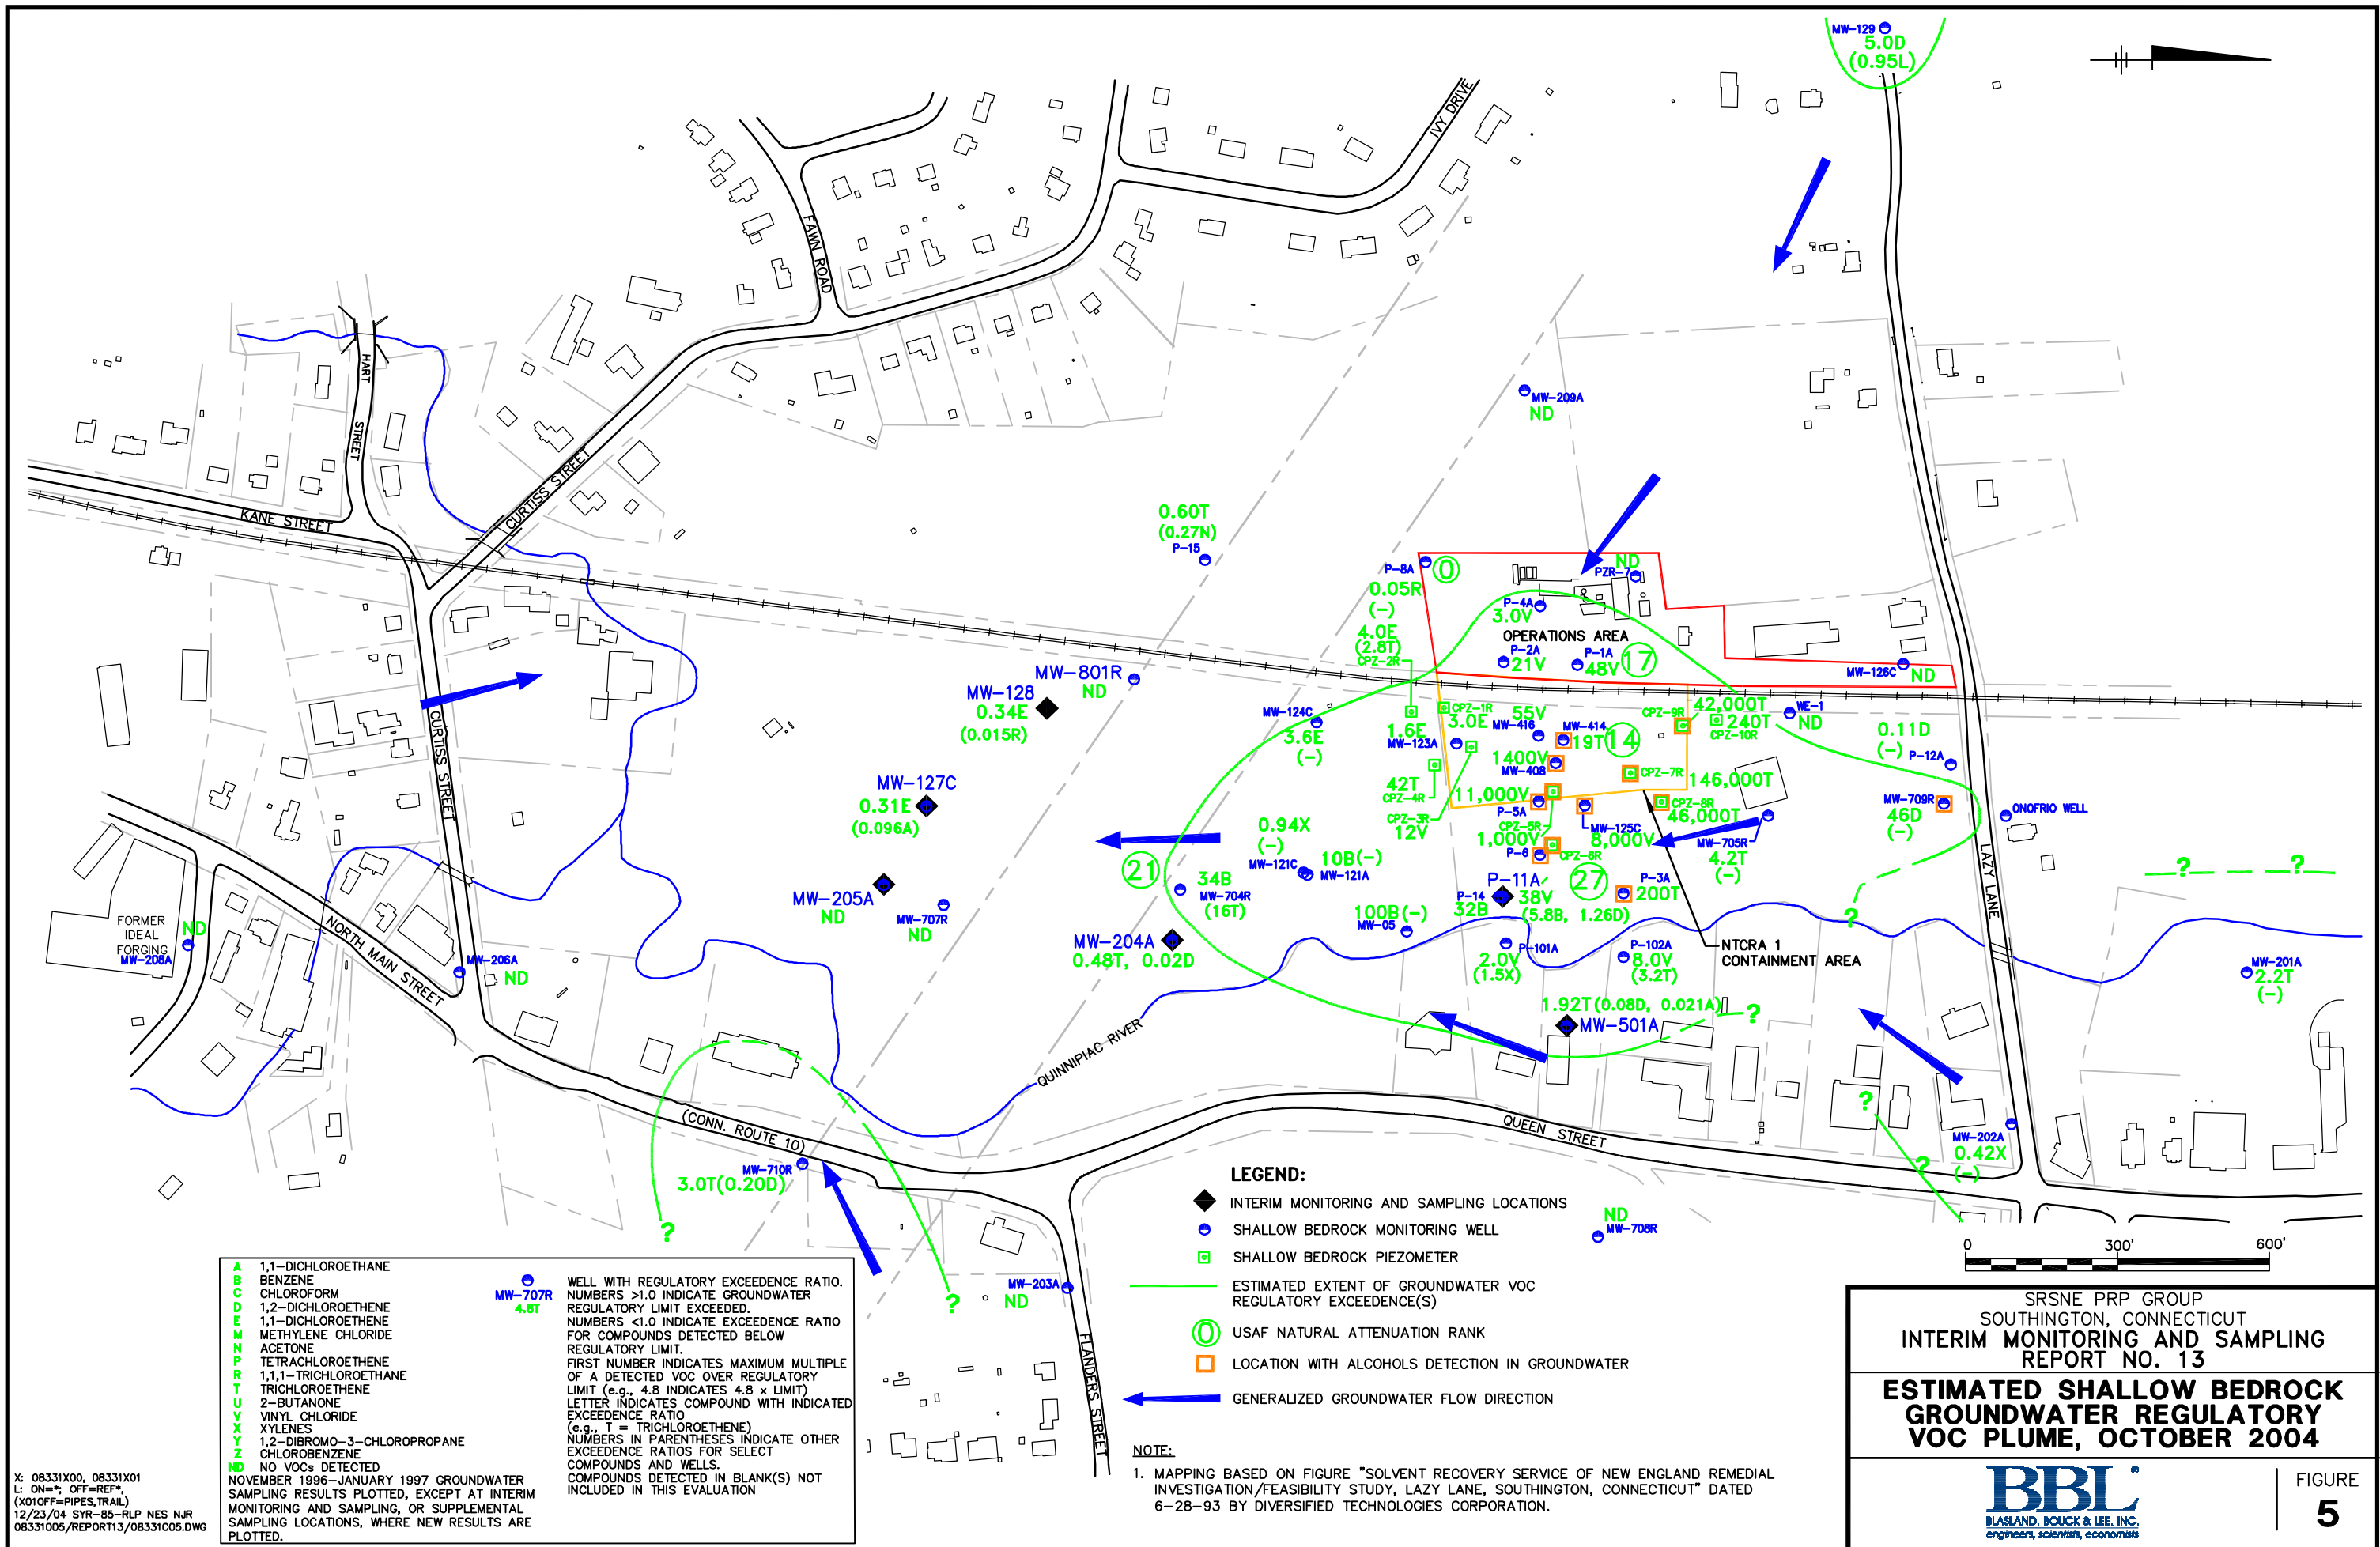 MW-129
5.0D
(0.95L)
IVY DRIVE
FAWN ROAD
HART
STREET
KANE STREET
CURTISS STREET
CURTISS STREET
MW-209A
ND
0.60T
(0.27N)
P-15
P-8A
0
0.05R
(-)
4.0E
(2.8T)
CPZ-2R
PZR-7
ND
P-4A
3.0V
OPERATIONS AREA
P-2A
21V
P-1A
48V
17
MW-126C
ND
MW-801R
ND
MW-128
0.34E
(0.015R)
MW-124C
3.6E
(-)
1.6E
CPZ-1R
3.0E
MW-123A
55V
MW-416
MW-414
19T
14
CPZ-9R
42,000T
240T
CPZ-10R
WE-1
ND
0.11D
(-)
P-12A
1400V
MW-408
CPZ-7R
146,000T
42T
CPZ-4R
11,000V
P-5A
CPZ-8R
46,000T
MW-709R
46D
(-)
ONOFRIO WELL
CPZ-3R
12V
CPZ-5R
1,000V
MW-125C
8,000V
MW-705R
4.2T
(-)
P-6
CPZ-6R
MW-127C
0.31E
(0.096A)
0.94X
(-)
MW-121C
10B(-)
MW-121A
21
34B
MW-704R
(16T)
P-11A
38V
(5.8B, 1.26D)
P-14
32B
27
P-3A
200T
100B(-)
MW-05
MW-205A
ND
MW-707R
ND
MW-204A
0.48T, 0.02D
P-101A
2.0V
(1.5X)
P-102A
8.0V
(3.2T)
NTCRA 1
CONTAINMENT AREA
1.92T(0.08D, 0.021A)
MW-501A
?
?
?
?
LAZY LANE
MW-201A
2.2T
(-)
FORMER
IDEAL
FORGING
MW-208A
ND
NORTH MAIN STREET
MW-206A
ND
QUINNIPIAC RIVER
(CONN. ROUTE 10)
MW-710R
3.0T(0.20D)
?
?
QUEEN STREET
?
?
MW-202A
0.42X
(-)
ND
MW-708R
MW-203A
ND
FLANDERS STREET
0 300' 600'
LEGEND:
INTERIM MONITORING AND SAMPLING LOCATIONS
SHALLOW BEDROCK MONITORING WELL
SHALLOW BEDROCK PIEZOMETER
ESTIMATED EXTENT OF GROUNDWATER VOC
REGULATORY EXCEEDENCE(S)
0 USAF NATURAL ATTENUATION RANK
LOCATION WITH ALCOHOLS DETECTION IN GROUNDWATER
GENERALIZED GROUNDWATER FLOW DIRECTION
NOTE:
1. MAPPING BASED ON FIGURE "SOLVENT RECOVERY SERVICE OF NEW ENGLAND REMEDIAL
INVESTIGATION/FEASIBILITY STUDY, LAZY LANE, SOUTHINGTON, CONNECTICUT" DATED
6-28-93 BY DIVERSIFIED TECHNOLOGIES CORPORATION.
A 1,1-DICHLOROETHANE
B BENZENE
C CHLOROFORM
D 1,2-DICHLOROETHENE
E 1,1-DICHLOROETHENE
M METHYLENE CHLORIDE
N ACETONE
P TETRACHLOROETHENE
R 1,1,1-TRICHLOROETHANE
T TRICHLOROETHENE
U 2-BUTANONE
V VINYL CHLORIDE
X XYLENES
Y 1,2-DIBROMO-3-CHLOROPROPANE
Z CHLOROBENZENE
ND NO VOCs DETECTED
NOVEMBER 1996-JANUARY 1997 GROUNDWATER
SAMPLING RESULTS PLOTTED, EXCEPT AT INTERIM
MONITORING AND SAMPLING, OR SUPPLEMENTAL
SAMPLING LOCATIONS, WHERE NEW RESULTS ARE
PLOTTED.
MW-707R
4.8T
WELL WITH REGULATORY EXCEEDENCE RATIO.
NUMBERS >1.0 INDICATE GROUNDWATER
REGULATORY LIMIT EXCEEDED.
NUMBERS <1.0 INDICATE EXCEEDENCE RATIO
FOR COMPOUNDS DETECTED BELOW
REGULATORY LIMIT.
FIRST NUMBER INDICATES MAXIMUM MULTIPLE
OF A DETECTED VOC OVER REGULATORY
LIMIT (e.g., 4.8 INDICATES 4.8 x LIMIT)
LETTER INDICATES COMPOUND WITH INDICATED
EXCEEDENCE RATIO
(e.g., T = TRICHLOROETHENE)
NUMBERS IN PARENTHESES INDICATE OTHER
EXCEEDENCE RATIOS FOR SELECT
COMPOUNDS AND WELLS.
COMPOUNDS DETECTED IN BLANK(S) NOT
INCLUDED IN THIS EVALUATION
X: 08331X00, 08331X01
L: ON=*; OFF=REF*,
(X01OFF=PIPES,TRAIL)
12/23/04 SYR-85-RLP NES NJR
08331005/REPORT13/08331C05.DWG
SRSNE PRP GROUP
SOUTHINGTON, CONNECTICUT
INTERIM MONITORING AND SAMPLING
REPORT NO. 13
ESTIMATED SHALLOW BEDROCK
GROUNDWATER REGULATORY
VOC PLUME, OCTOBER 2004
BBL®
BLASLAND, BOUCK & LEE, INC.
engineers, scientists, economists
FIGURE
5